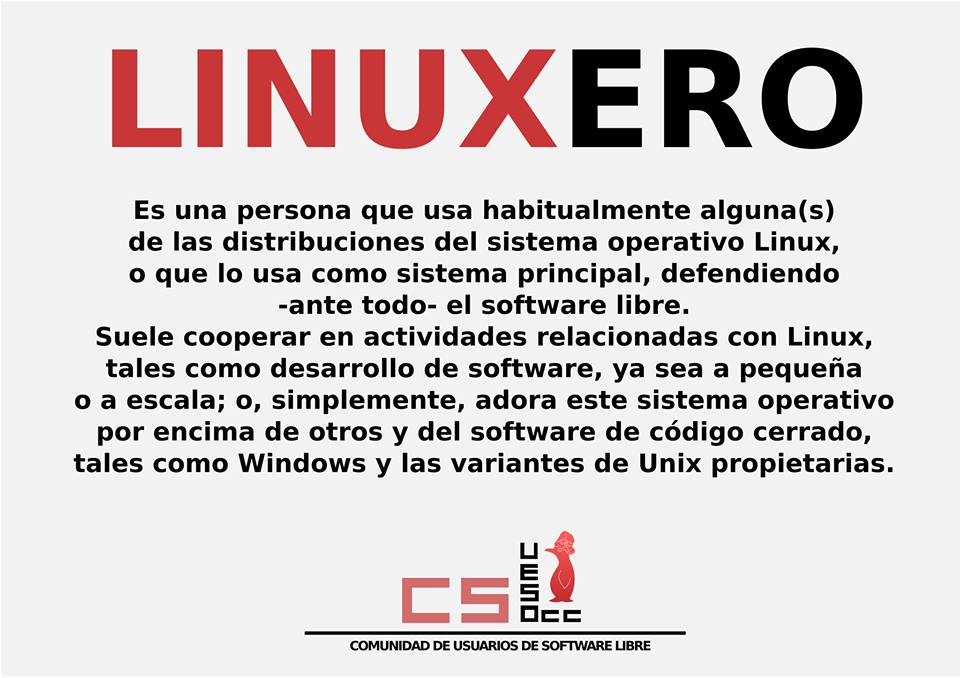 LINUXERO
Es una persona que usa habitualmente alguna(s)
de las distribuciones del sistema operativo Linux,
o que lo usa como sistema principal, defendiendo
-ante todo- el software libre.
Suele cooperar en actividades relacionadas con Linux,
tales como desarrollo de software, ya sea a pequeña
o a escala; o, simplemente, adora este sistema operativo
por encima de otros y del software de código cerrado,
tales como Windows y las variantes de Unix propietarias.
CS UESOCC
COMUNIDAD DE USUARIOS DE SOFTWARE LIBRE